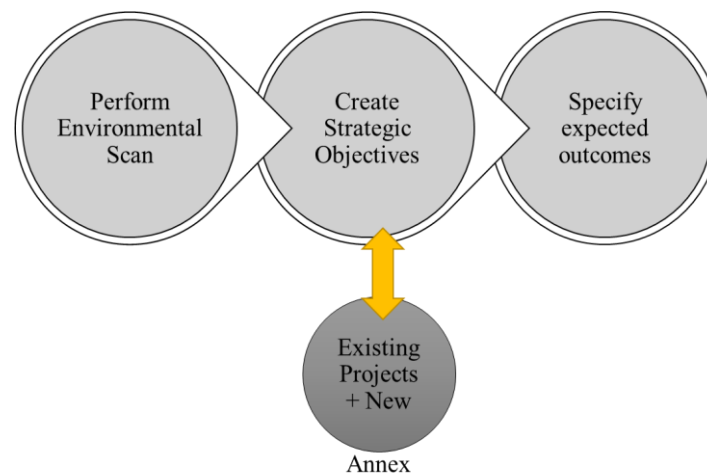 Perform
Environmental
Scan
Create
Strategic
Objectives
Specify
expected
outcomes
Existing
Projects
+ New
Annex